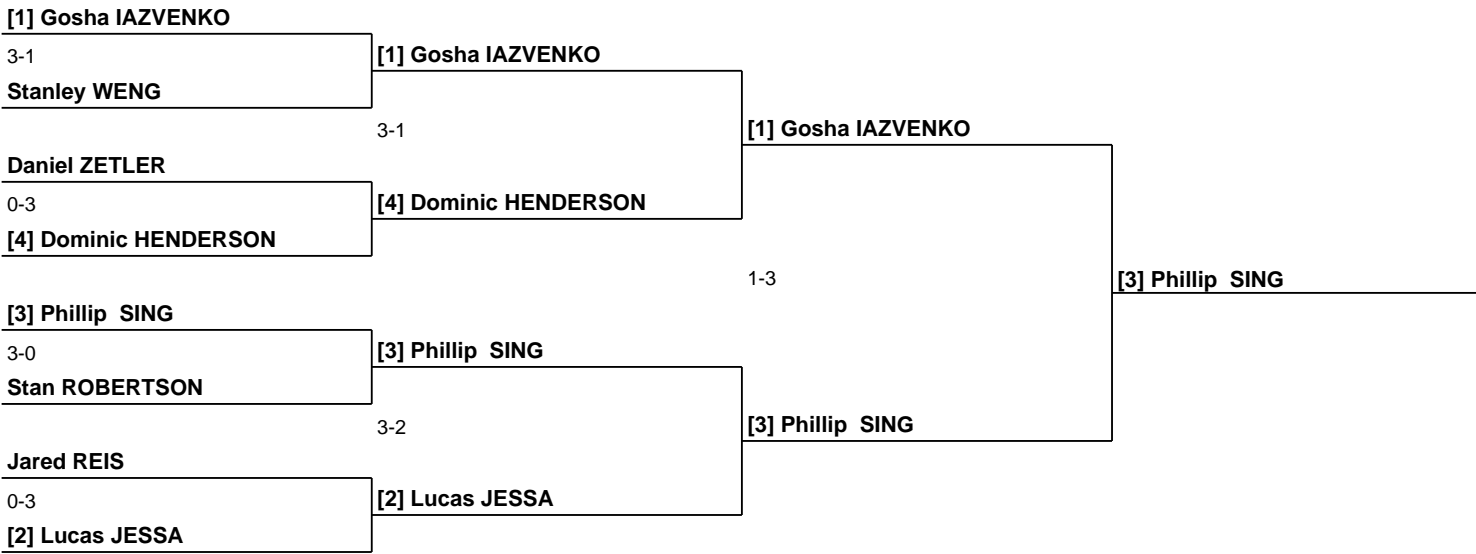 [1] Gosha IAZVENKO
3-1
[1] Gosha IAZVENKO
Stanley WENG
3-1
[1] Gosha IAZVENKO
Daniel ZETLER
0-3
[4] Dominic HENDERSON
[4] Dominic HENDERSON
1-3
[3] Phillip  SING
[3] Phillip  SING
3-0
[3] Phillip  SING
Stan ROBERTSON
3-2
[3] Phillip  SING
Jared REIS
0-3
[2] Lucas JESSA
[2] Lucas JESSA